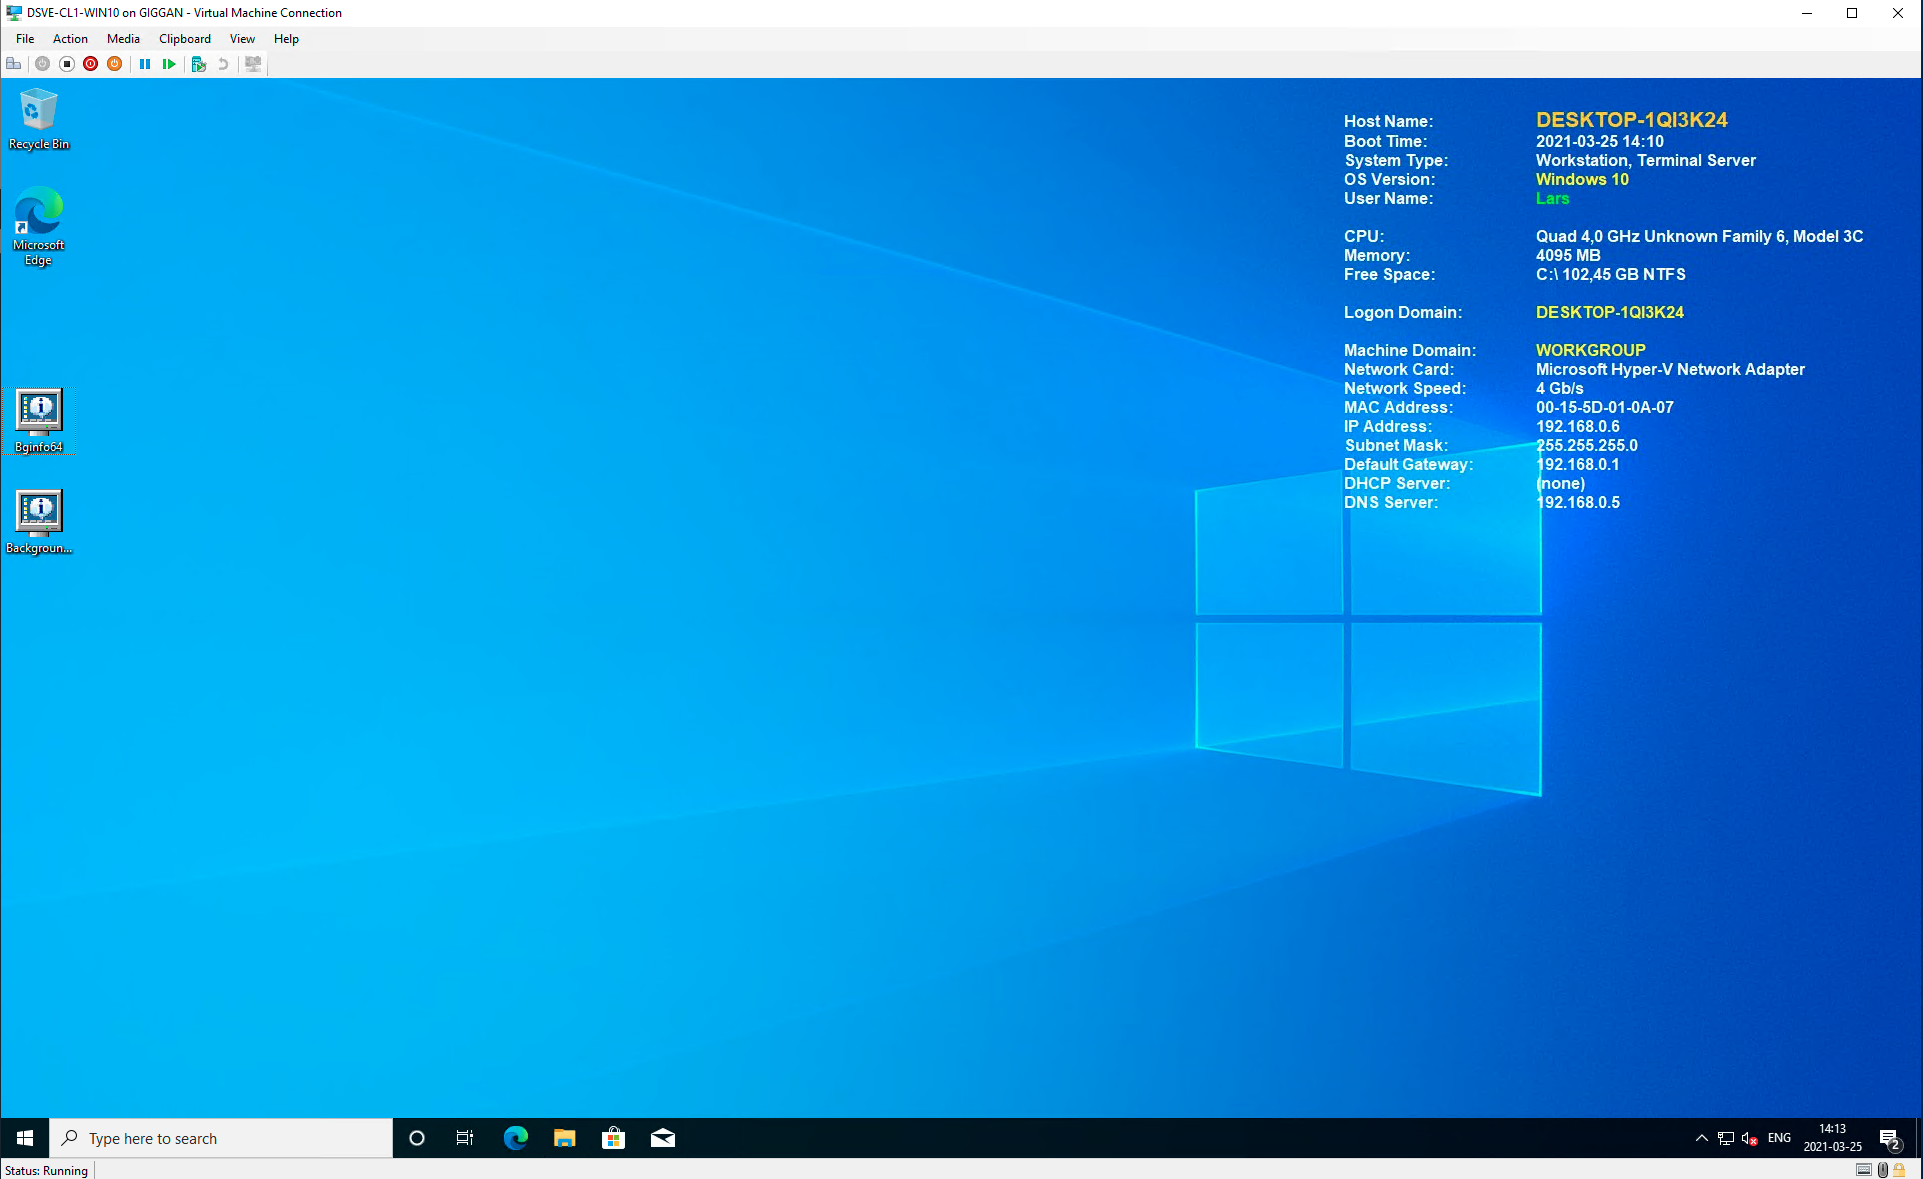 DSVE-CL1-WIN10 on GIGGAN - Virtual Machine Connection
File Action Media Clipboard View Help
Recycle Bin
Microsoft
Edge
Bginfo64
Backgroun...
Host Name: DESKTOP-1QI3K24
Boot Time: 2021-03-25 14:10
System Type: Workstation, Terminal Server
OS Version: Windows 10
User Name: Lars
CPU: Quad 4,0 GHz Unknown Family 6, Model 3C
Memory: 4095 MB
Free Space: C:\ 102,45 GB NTFS
Logon Domain: DESKTOP-1QI3K24
Machine Domain: WORKGROUP
Network Card: Microsoft Hyper-V Network Adapter
Network Speed: 4 Gb/s
MAC Address: 00-15-5D-01-0A-07
IP Address: 192.168.0.6
Subnet Mask: 255.255.255.0
Default Gateway: 192.168.0.1
DHCP Server: (none)
DNS Server: 192.168.0.5
Type here to search
ENG
14:13
2021-03-25
2
Status: Running